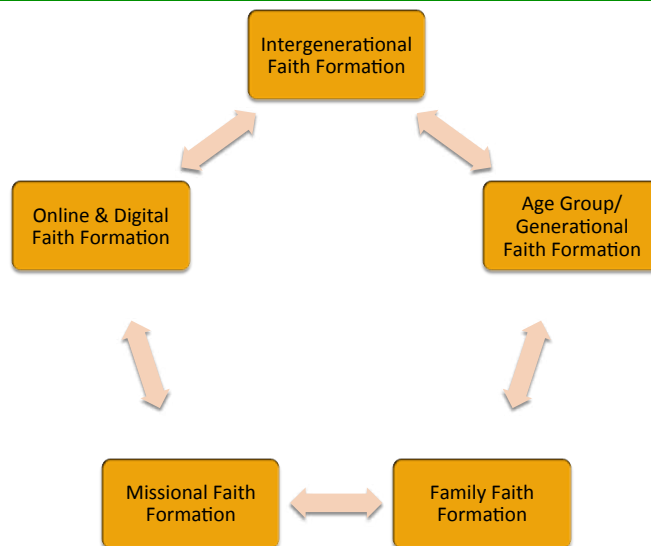 Intergenerational
Faith Formation
Online & Digital
Faith Formation
Age Group/
Generational
Faith Formation
Missional Faith
Formation
Family Faith
Formation